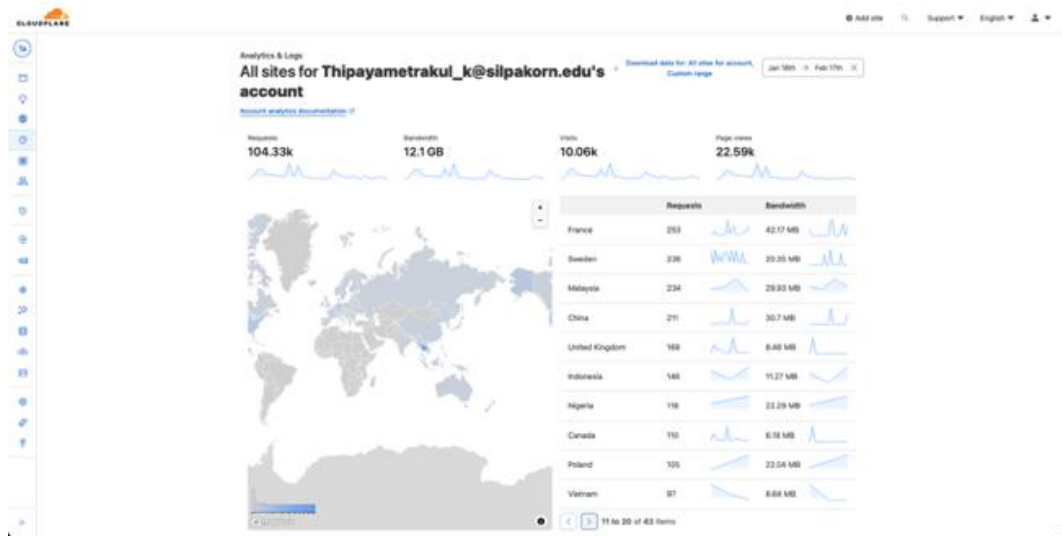 CLOUDFLARE
Add site
Support
English
Analytics & Logs
All sites for Thipayametrakul_k@silpakorn.edu's
account
Download data for: All sites for account,
Custom range
Jan 18th → Feb 17th
Account analytics documentation
Requests
104.33k
Bandwidth
12.1 GB
Visits
10.06k
Page views
22.59k
Requests Bandwidth
France 253 42.17 MB
Sweden 236 20.35 MB
Malaysia 234 29.93 MB
China 211 30.7 MB
United Kingdom 168 8.48 MB
Indonesia 146 11.27 MB
Nigeria 118 22.29 MB
Canada 110 6.18 MB
Poland 105 22.04 MB
Vietnam 97 8.64 MB
11 to 20 of 43 items